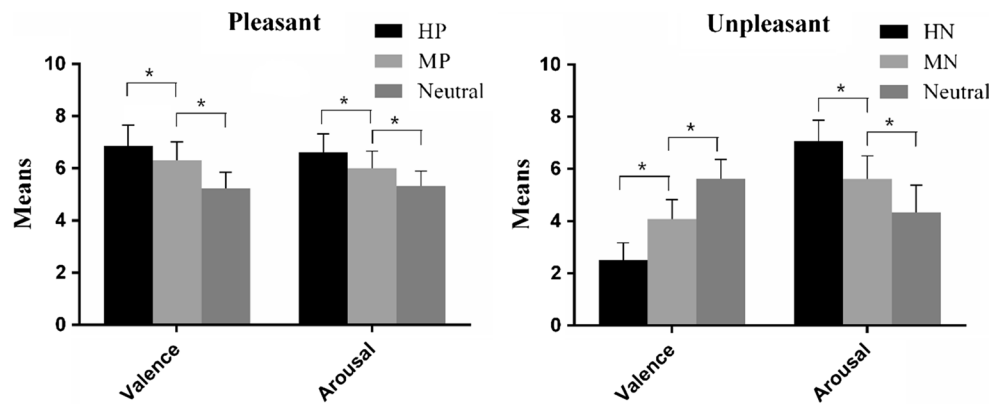 Pleasant
HP
MP
Neutral
Means
10
8
6
4
2
0
*
*
*
*
Valence
Arousal
Unpleasant
HN
MN
Neutral
Means
10
8
6
4
2
0
*
*
*
*
Valence
Arousal